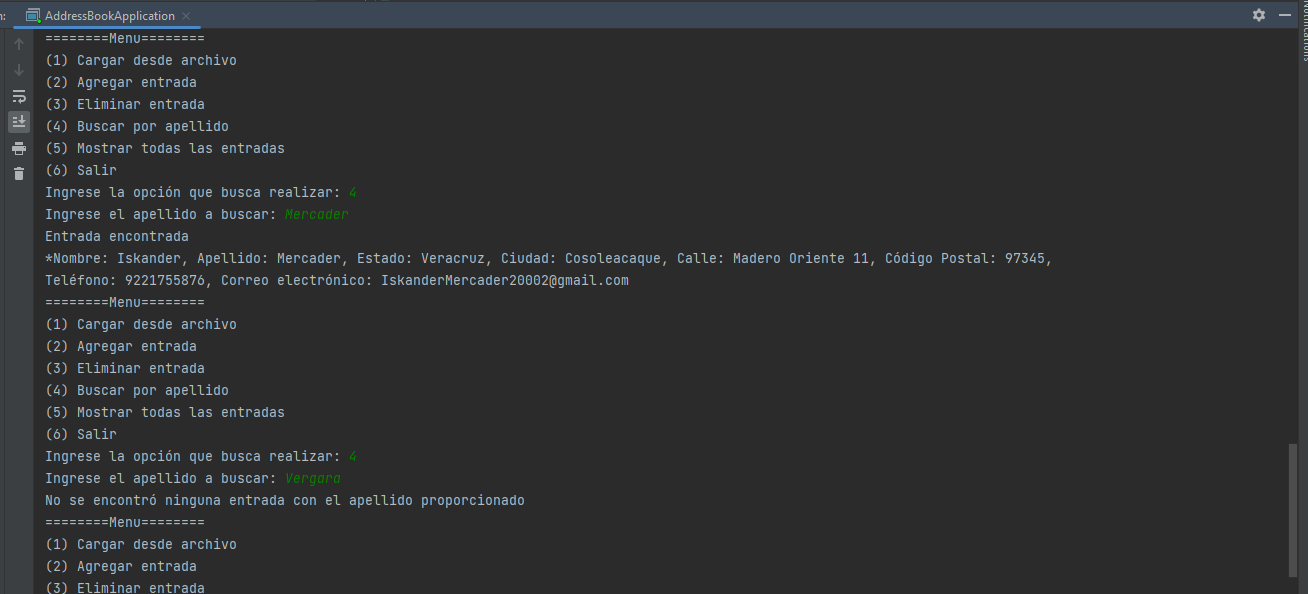 n:
AddressBookApplication
Notifications
========Menu========
(1) Cargar desde archivo
(2) Agregar entrada
(3) Eliminar entrada
(4) Buscar por apellido
(5) Mostrar todas las entradas
(6) Salir
Ingrese la opción que busca realizar: 4
Ingrese el apellido a buscar: Mercader
Entrada encontrada
*Nombre: Iskander, Apellido: Mercader, Estado: Veracruz, Ciudad: Cosoleacaque, Calle: Madero Oriente 11, Código Postal: 97345,
Teléfono: 9221755876, Correo electrónico: IskanderMercader20002@gmail.com
========Menu========
(1) Cargar desde archivo
(2) Agregar entrada
(3) Eliminar entrada
(4) Buscar por apellido
(5) Mostrar todas las entradas
(6) Salir
Ingrese la opción que busca realizar: 4
Ingrese el apellido a buscar: Vergara
No se encontró ninguna entrada con el apellido proporcionado
========Menu========
(1) Cargar desde archivo
(2) Agregar entrada
(3) Eliminar entrada